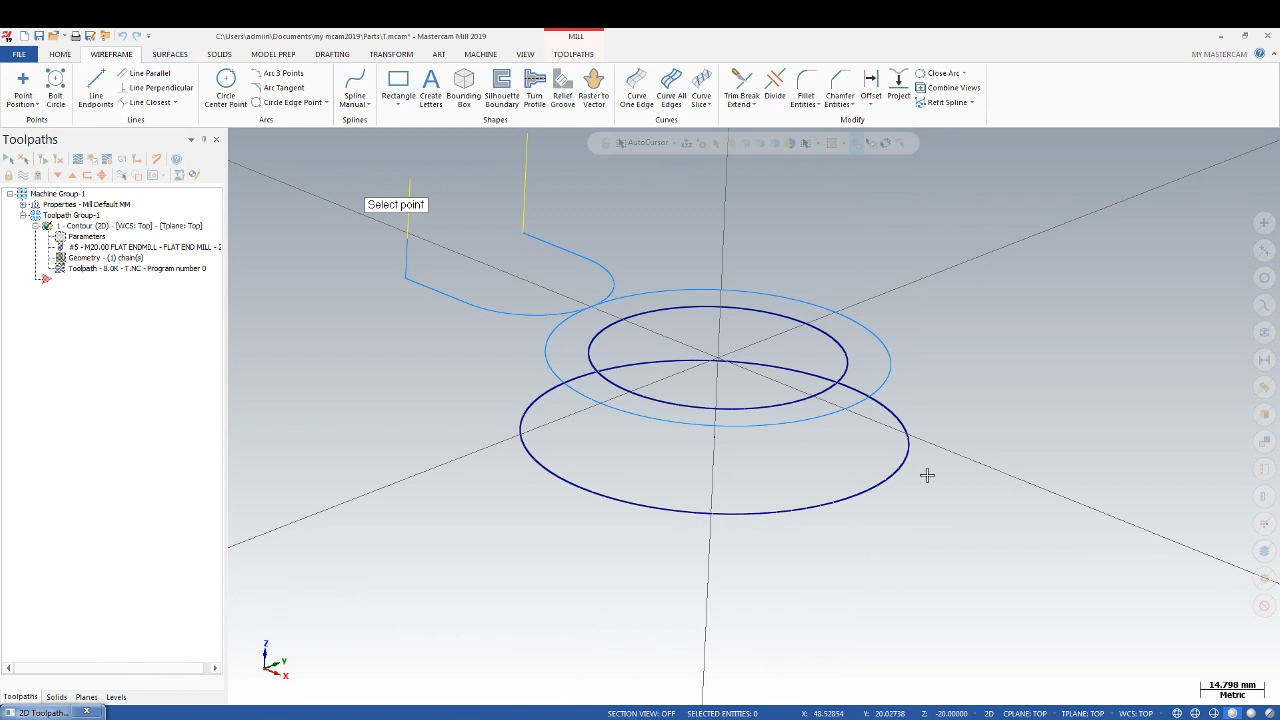 C:\Users\admiin\Documents\my mcam2019\Parts\T.mcam* - Mastercam Mill 2019
MILL
FILE HOME WIREFRAME SURFACES SOLIDS MODEL PREP DRAFTING TRANSFORM ART MACHINE VIEW TOOLPATHS MY MASTERCAM
Point Position
Bolt Circle
Points
Line Endpoints
Line Parallel
Line Perpendicular
Line Closest
Lines
Circle Center Point
Arc 3 Points
Arc Tangent
Circle Edge Point
Arcs
Spline Manual
Splines
Rectangle
Create Letters
Bounding Box
Silhouette Boundary
Turn Profile
Relief Groove
Raster to Vector
Shapes
Curve One Edge
Curve All Edges
Curve Slice
Curves
Trim Break Extend
Divide
Fillet Entities
Chamfer Entities
Offset
Project
Close Arc
Combine Views
Refit Spline
Modify
Toolpaths
AutoCursor
Machine Group-1
Properties - Mill Default MM
Toolpath Group-1
1 - Contour (2D) - [WCS: Top] - [Tplane: Top]
Parameters
#5 - M20.00 FLAT ENDMILL - FLAT END MILL - 2
Geometry - (1) chain(s)
Toolpath - 8.0K - T.NC - Program number 0
Select point
Z
Y
X
14.798 mm
Metric
Toolpaths Solids Planes Levels
2D Toolpath...
SECTION VIEW: OFF SELECTED ENTITIES: 0 X: 48.52854 Y: 20.02738 Z: -20.00000 2D CPLANE: TOP TPLANE: TOP WCS: TOP